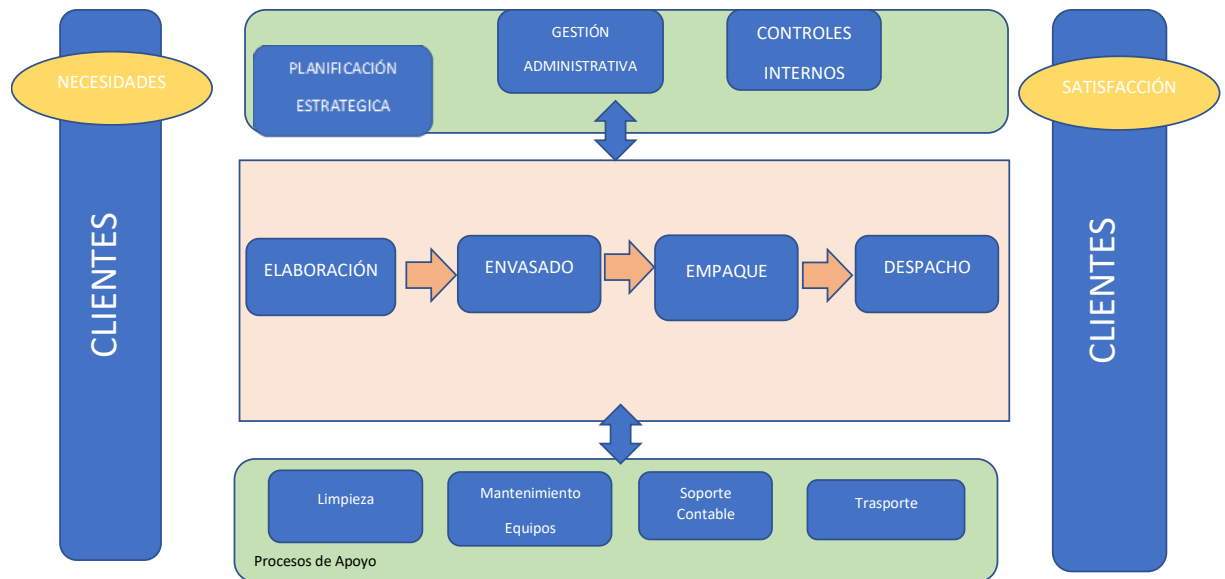 NECESIDADES
CLIENTES
PLANIFICACIÓN
ESTRATEGICA
GESTIÓN
ADMINISTRATIVA
CONTROLES
INTERNOS
ELABORACIÓN
ENVASADO
EMPAQUE
DESPACHO
Limpieza
Mantenimiento
Equipos
Soporte
Contable
Trasporte
Procesos de Apoyo
SATISFACCIÓN
CLIENTES